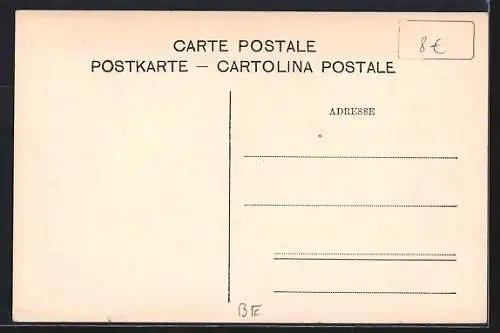 CARTE POSTALE
POSTKARTE — CARTOLINA POSTALE
8€
ADRESSE
BE